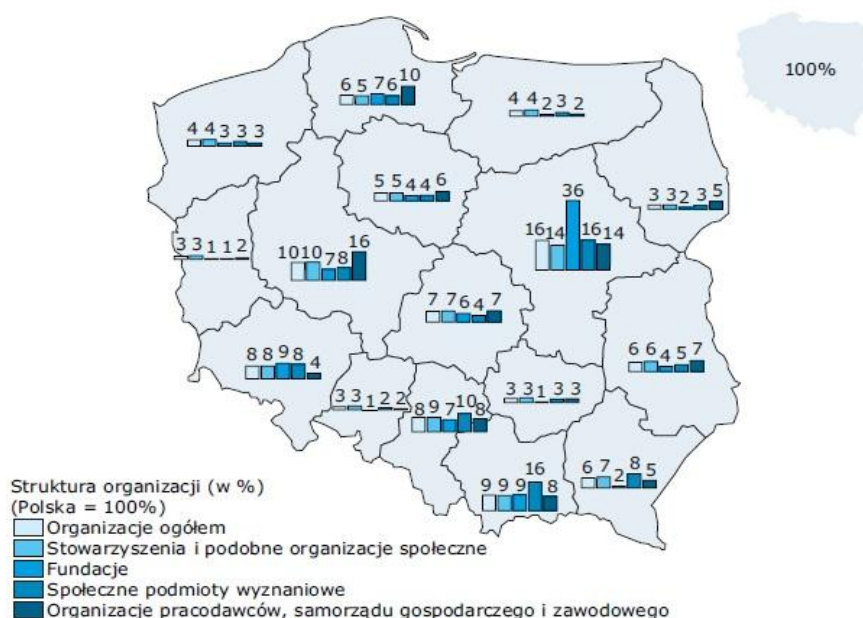 100%
6 5 7 6 10
4 4 2 3 2
4 4 3 3 3
5 5 4 4 6
3 3 2 3 5
16 14 36 16 14
3 3 1 1 2
10 10 7 8 16
7 7 6 4 7
8 8 9 8 4
6 6 4 5 7
3 3 1 2 2
8 9 7 10 8
3 3 1 3 3
9 9 9 16 8
6 7 2 8 5
Struktura organizacji (w %)
(Polska = 100%)
Organizacje ogółem
Stowarzyszenia i podobne organizacje społeczne
Fundacje
Społeczne podmioty wyznaniowe
Organizacje pracodawców, samorządu gospodarczego i zawodowego